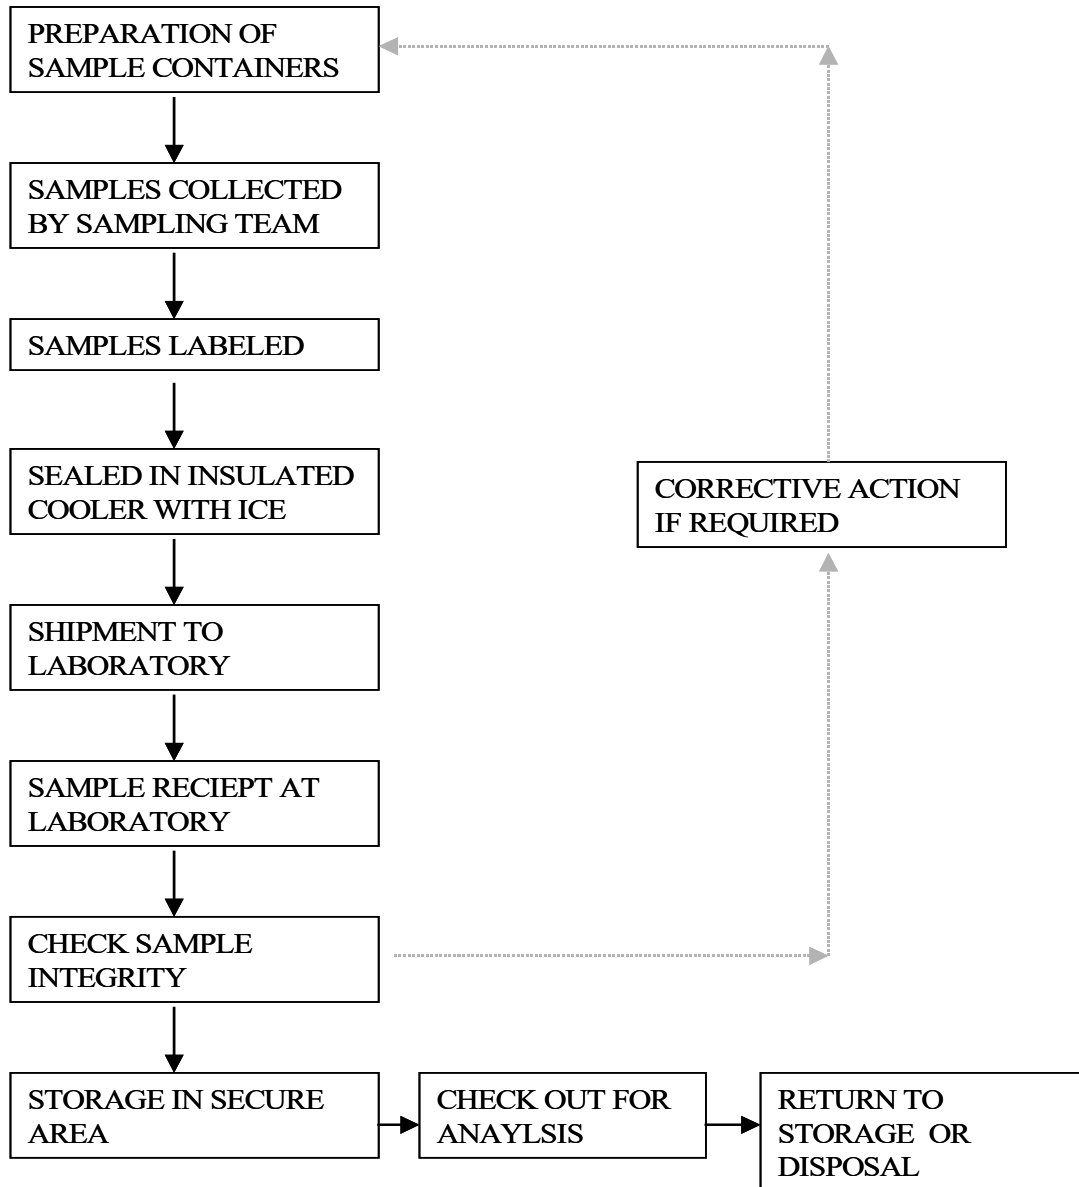 PREPARATION OF
SAMPLE CONTAINERS
SAMPLES COLLECTED
BY SAMPLING TEAM
SAMPLES LABELED
SEALED IN INSULATED
COOLER WITH ICE
CORRECTIVE ACTION
IF REQUIRED
SHIPMENT TO
LABORATORY
SAMPLE RECIEPT AT
LABORATORY
CHECK SAMPLE
INTEGRITY
STORAGE IN SECURE
AREA
CHECK OUT FOR
ANAYLSIS
RETURN TO
STORAGE OR
DISPOSAL